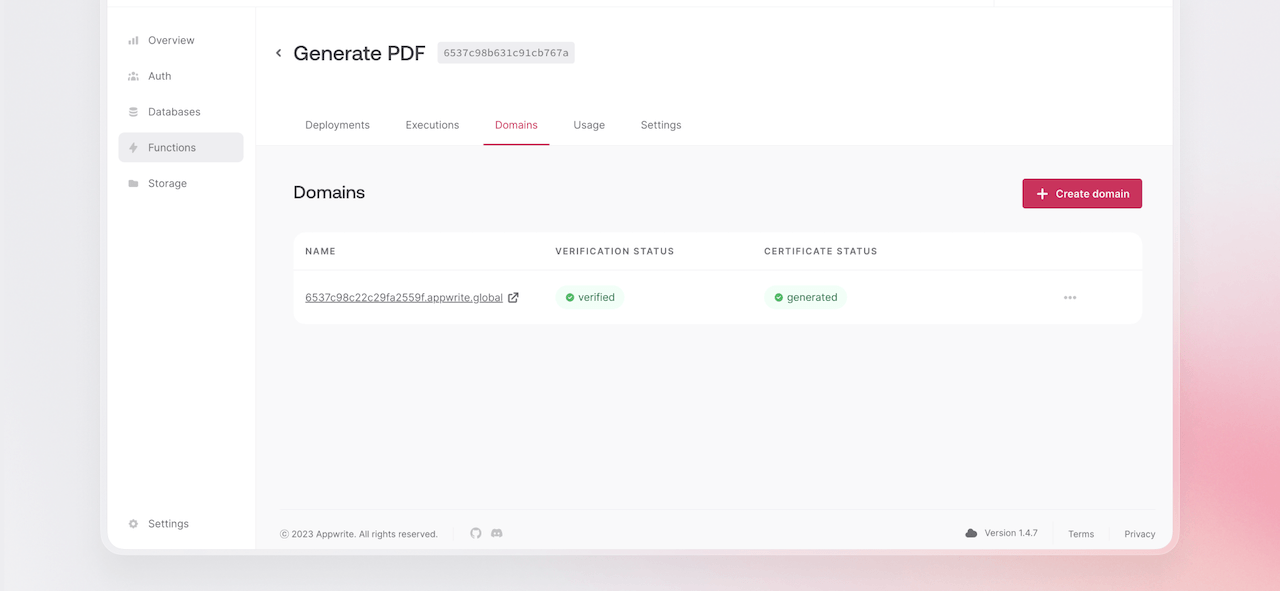 Overview
Auth
Databases
Functions
Storage
Settings
Generate PDF 6537c98b631c91cb767a
Deployments Executions Domains Usage Settings
Domains
Create domain
NAME VERIFICATION STATUS CERTIFICATE STATUS
6537c98c22c29fa2559f.appwrite.global verified generated
© 2023 Appwrite. All rights reserved. Version 1.4.7 Terms Privacy